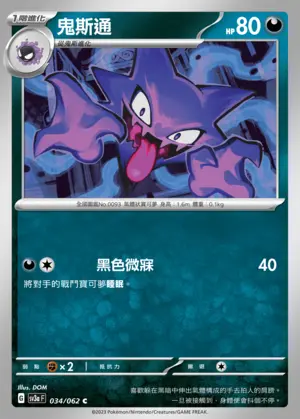 1階進化
鬼斯通
HP80
從鬼斯進化
全國圖鑑No.0093 氣體狀寶可夢 身高：1.6m 體重：0.1kg
黑色微寐 40
將對手的戰鬥寶可夢睡眠。
弱點 ×2 抵抗力 撤退
Illus. DOM
G SV3a F 034/062 C
喜歡躲在黑暗中伸出氣體構成的手去拍人的肩膀。
一旦被接觸到，身體便會抖個不停。
©2023 Pokémon/Nintendo/Creatures/GAME FREAK.